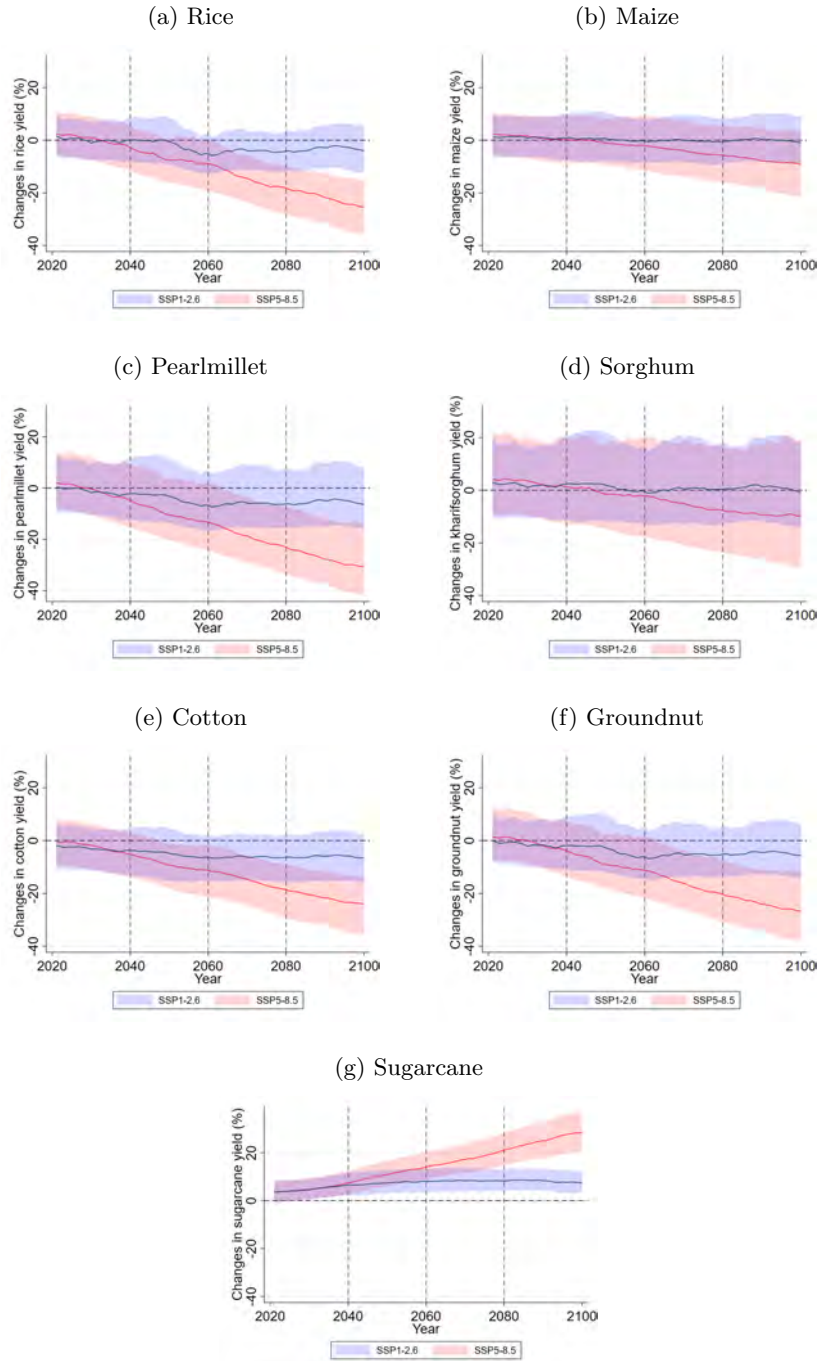 (a) Rice
(b) Maize
Changes in rice yield (%)
20
0
-20
-40
2020 2040 2060 2080 2100
Year
SSP1-2.6 SSP5-8.5
Changes in maize yield (%)
20
0
-20
-40
2020 2040 2060 2080 2100
Year
SSP1-2.6 SSP5-8.5
(c) Pearlmillet
(d) Sorghum
Changes in pearlmillet yield (%)
20
0
-20
-40
2020 2040 2060 2080 2100
Year
SSP1-2.6 SSP5-8.5
Changes in kharifsorghum yield (%)
20
0
-20
-40
2020 2040 2060 2080 2100
Year
SSP1-2.6 SSP5-8.5
(e) Cotton
(f) Groundnut
Changes in cotton yield (%)
20
0
-20
-40
2020 2040 2060 2080 2100
Year
SSP1-2.6 SSP5-8.5
Changes in groundnut yield (%)
20
0
-20
-40
2020 2040 2060 2080 2100
Year
SSP1-2.6 SSP5-8.5
(g) Sugarcane
Changes in sugarcane yield (%)
20
0
-20
-40
2020 2040 2060 2080 2100
Year
SSP1-2.6 SSP5-8.5